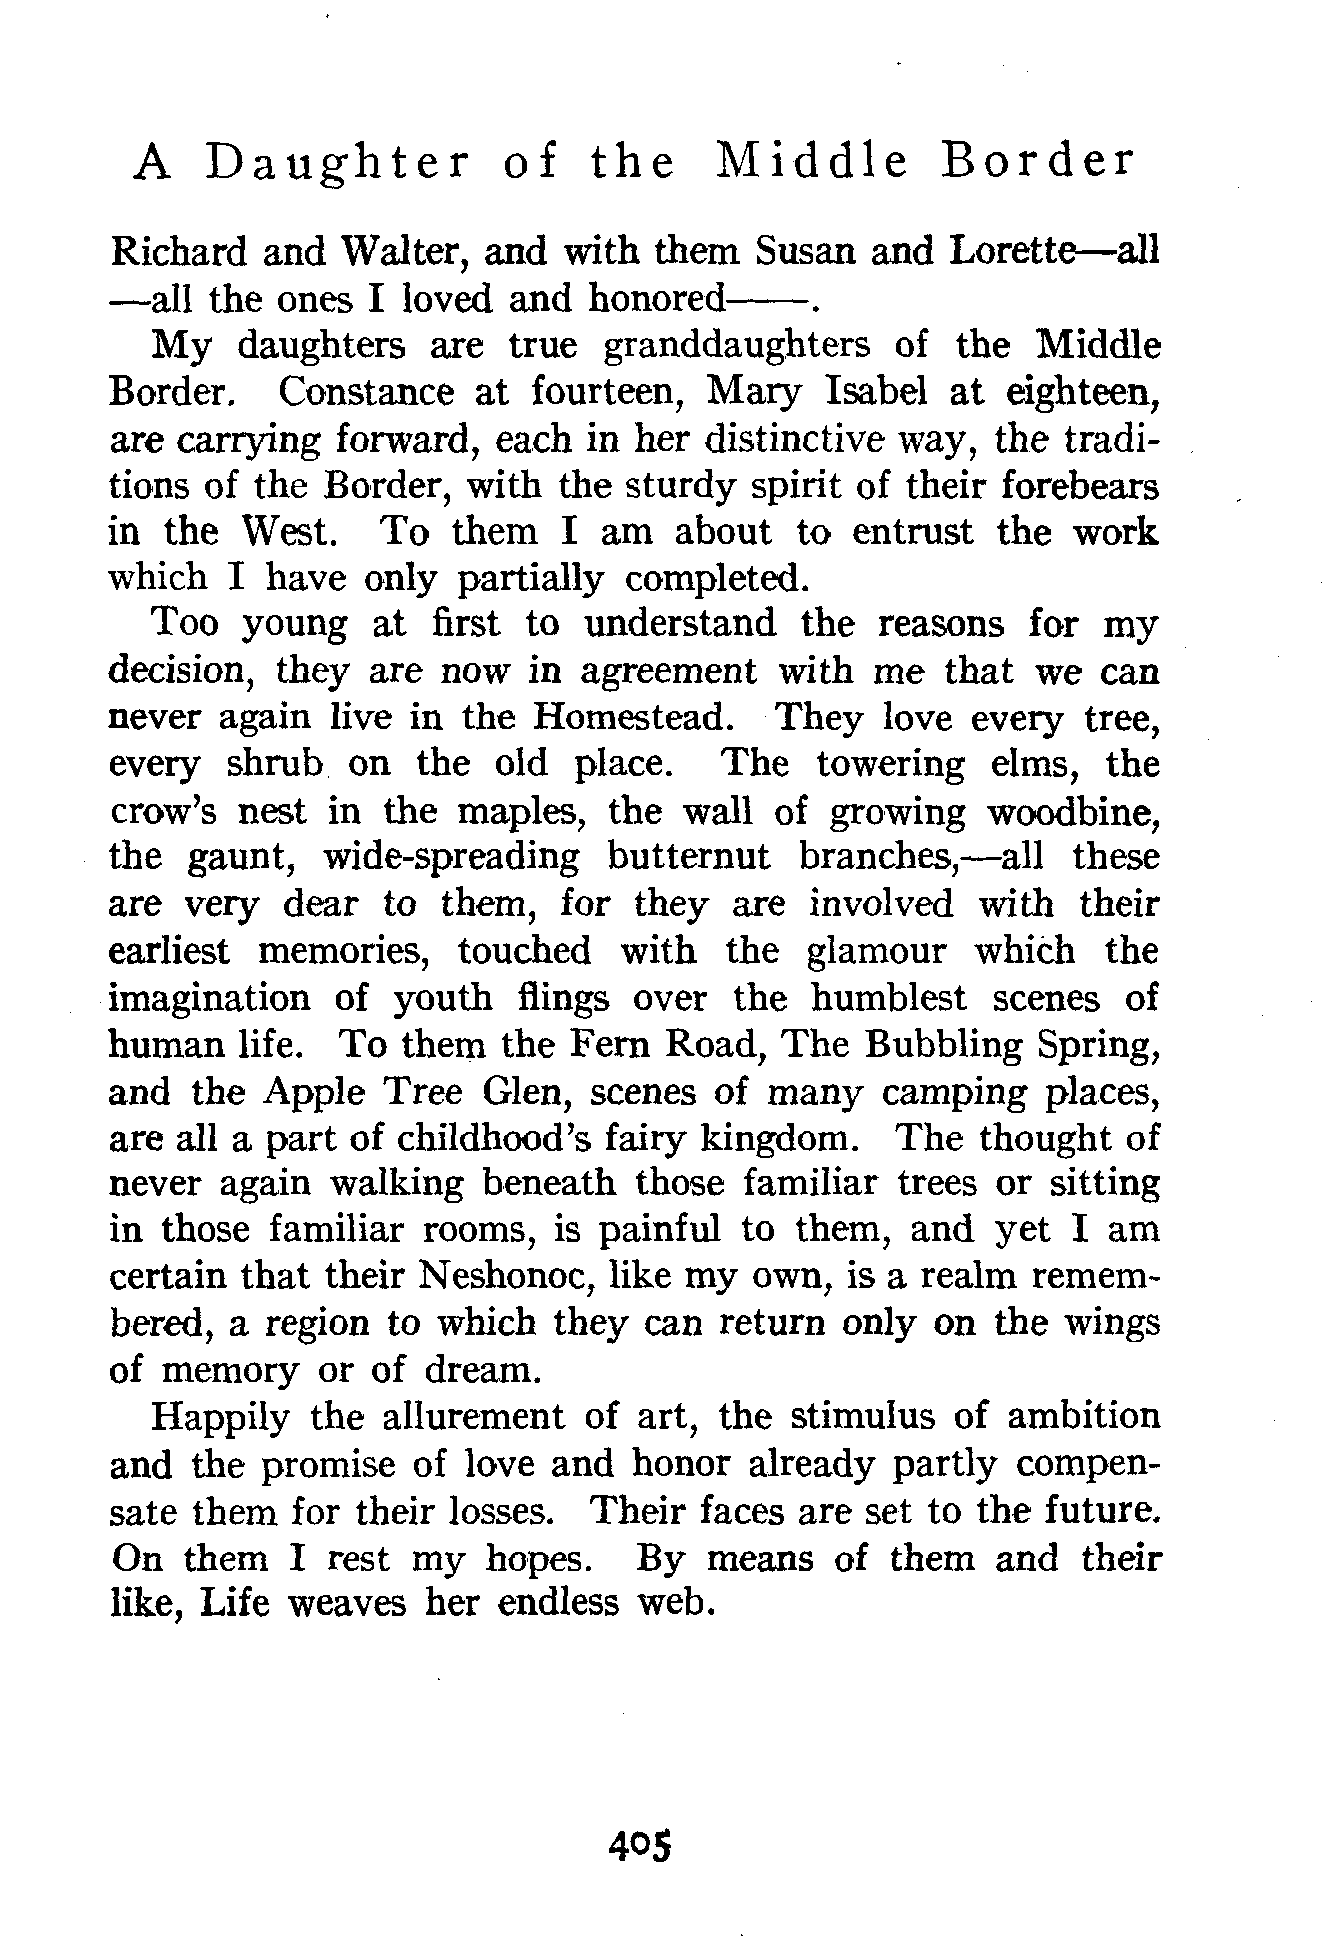 A Daughter of the Middle Border
Richard and Walter, and with them Susan and Lorette—all
—all the ones I loved and honored——.
My daughters are true granddaughters of the Middle
Border. Constance at fourteen, Mary Isabel at eighteen,
are carrying forward, each in her distinctive way, the tradi-
tions of the Border, with the sturdy spirit of their forebears
in the West. To them I am about to entrust the work
which I have only partially completed.
Too young at first to understand the reasons for my
decision, they are now in agreement with me that we can
never again live in the Homestead. They love every tree,
every shrub on the old place. The towering elms, the
crow's nest in the maples, the wall of growing woodbine,
the gaunt, wide-spreading butternut branches,—all these
are very dear to them, for they are involved with their
earliest memories, touched with the glamour which the
imagination of youth flings over the humblest scenes of
human life. To them the Fern Road, The Bubbling Spring,
and the Apple Tree Glen, scenes of many camping places,
are all a part of childhood's fairy kingdom. The thought of
never again walking beneath those familiar trees or sitting
in those familiar rooms, is painful to them, and yet I am
certain that their Neshonoc, like my own, is a realm remem-
bered, a region to which they can return only on the wings
of memory or of dream.
Happily the allurement of art, the stimulus of ambition
and the promise of love and honor already partly compen-
sate them for their losses. Their faces are set to the future.
On them I rest my hopes. By means of them and their
like, Life weaves her endless web.
405